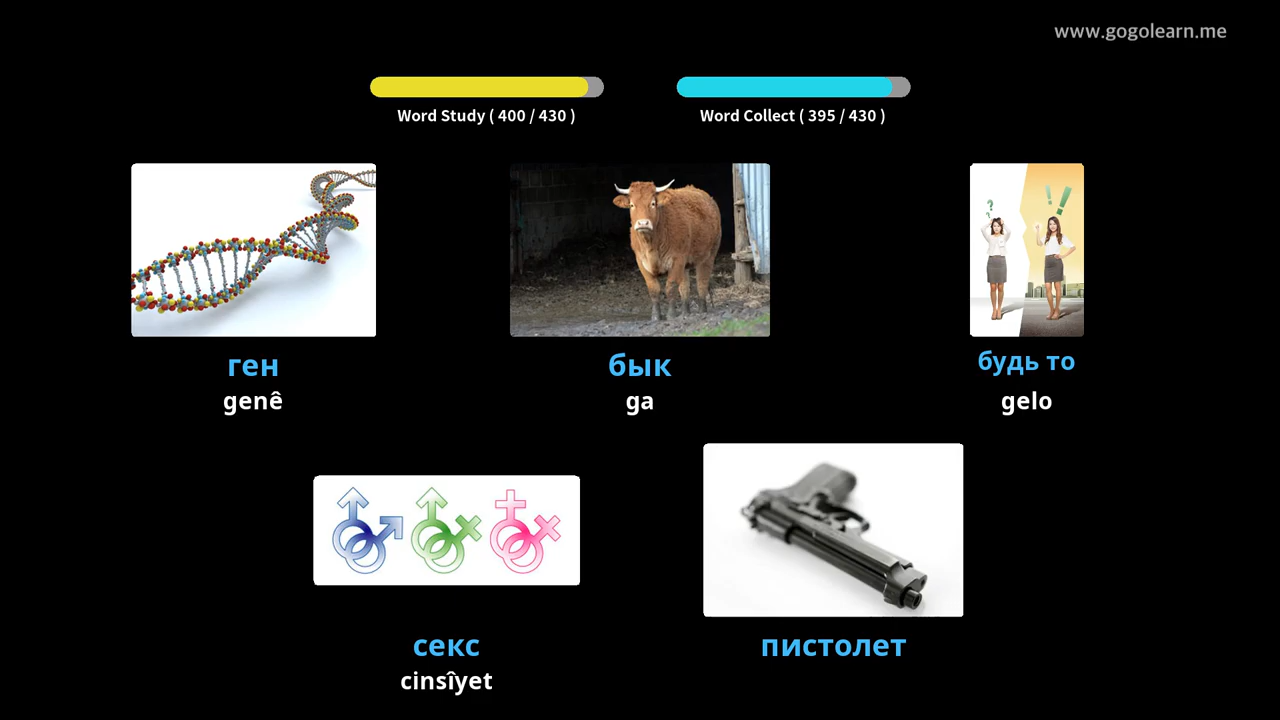 www.gogolearn.me
Word Study ( 400 / 430 )
Word Collect ( 395 / 430 )
ген
genê
бык
ga
будь то
gelo
секс
cinsîyet
пистолет